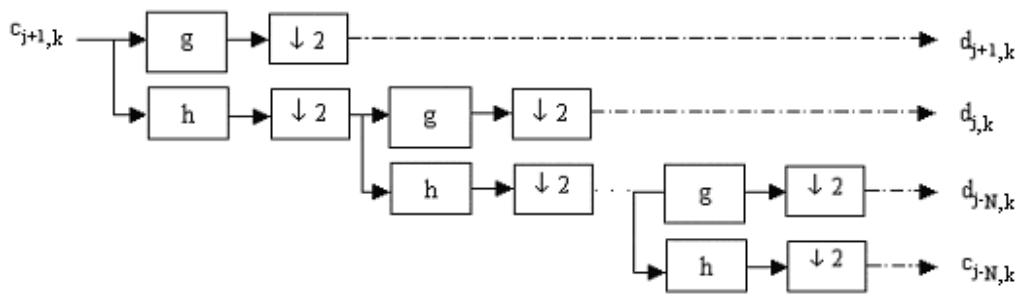 c_{j+1,k} g ↓ 2 d_{j+1,k}
h ↓ 2 g ↓ 2 d_{j,k}
h ↓ 2 . . . g ↓ 2 d_{j-N,k}
h ↓ 2 c_{j-N,k}